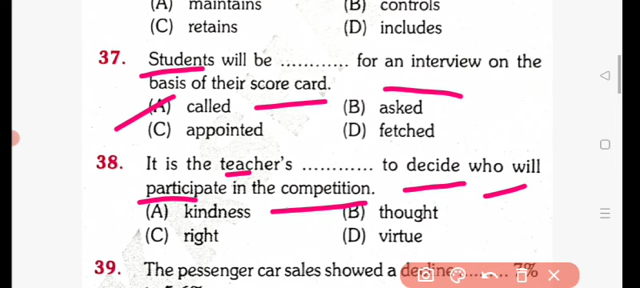 (A) maintains (B) controls
(C) retains (D) includes
37. Students will be ............ for an interview on the
basis of their score card.
(A) called (B) asked
(C) appointed (D) fetched
38. It is the teacher's ............ to decide who will
participate in the competition.
(A) kindness (B) thought
(C) right (D) virtue
39. The pessenger car sales showed a decline ........ 7%